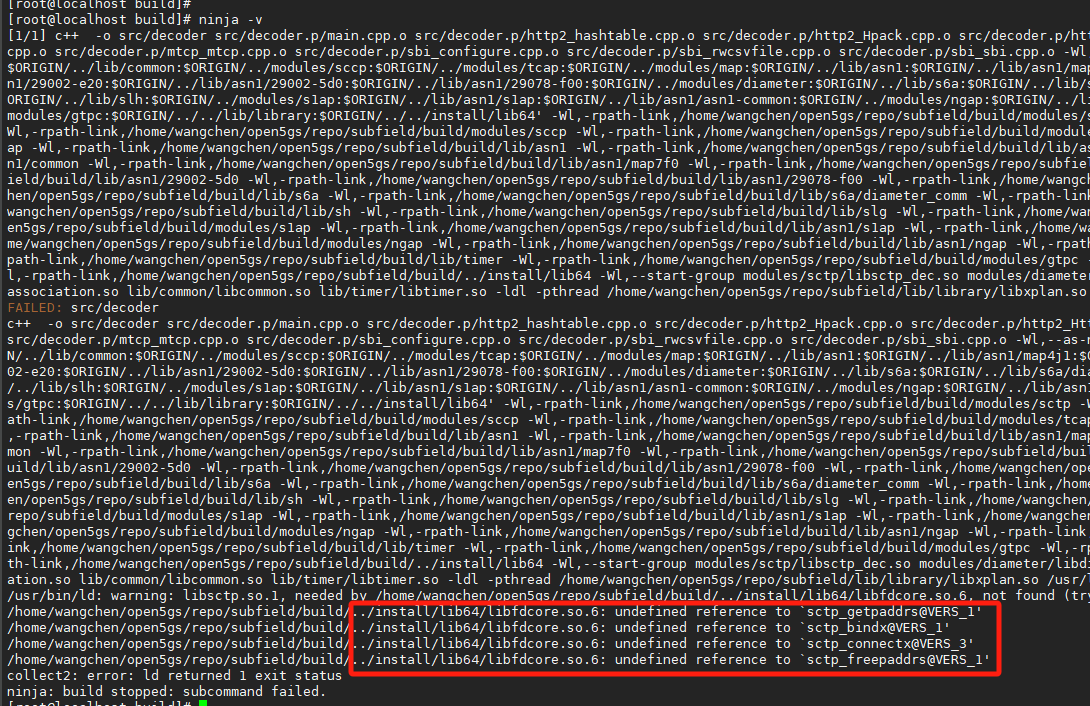 [root@localhost build]#
[root@localhost build]# ninja -v
[1/1] c++  -o src/decoder src/decoder.p/main.cpp.o src/decoder.p/http2_hashtable.cpp.o src/decoder.p/http2_Hpack.cpp.o src/decoder.p/htt
cpp.o src/decoder.p/mtcp_mtcp.cpp.o src/decoder.p/sbi_configure.cpp.o src/decoder.p/sbi_rwcsvfile.cpp.o src/decoder.p/sbi_sbi.cpp.o -Wl
$ORIGIN/../lib/common:$ORIGIN/../modules/sccp:$ORIGIN/../modules/tcap:$ORIGIN/../modules/map:$ORIGIN/../lib/asn1:$ORIGIN/../lib/asn1/map
n1/29002-e20:$ORIGIN/../lib/asn1/29002-5d0:$ORIGIN/../lib/asn1/29078-f00:$ORIGIN/../modules/diameter:$ORIGIN/../lib/s6a:$ORIGIN/../lib/s
ORIGIN/../lib/slh:$ORIGIN/../modules/s1ap:$ORIGIN/../lib/asn1/s1ap:$ORIGIN/../lib/asn1/asn1-common:$ORIGIN/../modules/ngap:$ORIGIN/../l
modules/gtpc:$ORIGIN/../../lib/library:$ORIGIN/../../install/lib64' -Wl,-rpath-link,/home/wangchen/open5gs/repo/subfield/build/modules/s
Wl,-rpath-link,/home/wangchen/open5gs/repo/subfield/build/modules/sccp -Wl,-rpath-link,/home/wangchen/open5gs/repo/subfield/build/modul
ap -Wl,-rpath-link,/home/wangchen/open5gs/repo/subfield/build/lib/asn1 -Wl,-rpath-link,/home/wangchen/open5gs/repo/subfield/build/lib/as
n1/common -Wl,-rpath-link,/home/wangchen/open5gs/repo/subfield/build/lib/asn1/map7f0 -Wl,-rpath-link,/home/wangchen/open5gs/repo/subfie
ield/build/lib/asn1/29002-5d0 -Wl,-rpath-link,/home/wangchen/open5gs/repo/subfield/build/lib/asn1/29078-f00 -Wl,-rpath-link,/home/wangc
hen/open5gs/repo/subfield/build/lib/s6a -Wl,-rpath-link,/home/wangchen/open5gs/repo/subfield/build/lib/s6a/diameter_comm -Wl,-rpath-link
wangchen/open5gs/repo/subfield/build/lib/sh -Wl,-rpath-link,/home/wangchen/open5gs/repo/subfield/build/lib/slg -Wl,-rpath-link,/home/wan
en5gs/repo/subfield/build/modules/s1ap -Wl,-rpath-link,/home/wangchen/open5gs/repo/subfield/build/lib/asn1/s1ap -Wl,-rpath-link,/home/wa
me/wangchen/open5gs/repo/subfield/build/modules/ngap -Wl,-rpath-link,/home/wangchen/open5gs/repo/subfield/build/lib/asn1/ngap -Wl,-rpath
path-link,/home/wangchen/open5gs/repo/subfield/build/lib/timer -Wl,-rpath-link,/home/wangchen/open5gs/repo/subfield/build/modules/gtpc -
l,-rpath-link,/home/wangchen/open5gs/repo/subfield/build/../install/lib64 -Wl,--start-group modules/sctp/libsctp_dec.so modules/diameter
association.so lib/common/libcommon.so lib/timer/libtimer.so -ldl -pthread /home/wangchen/open5gs/repo/subfield/lib/library/libxplan.so
FAILED: src/decoder
c++  -o src/decoder src/decoder.p/main.cpp.o src/decoder.p/http2_hashtable.cpp.o src/decoder.p/http2_Hpack.cpp.o src/decoder.p/http2_Htt
src/decoder.p/mtcp_mtcp.cpp.o src/decoder.p/sbi_configure.cpp.o src/decoder.p/sbi_rwcsvfile.cpp.o src/decoder.p/sbi_sbi.cpp.o -Wl,--as-n
N/../lib/common:$ORIGIN/../modules/sccp:$ORIGIN/../modules/tcap:$ORIGIN/../modules/map:$ORIGIN/../lib/asn1:$ORIGIN/../lib/asn1/map4j1:$O
02-e20:$ORIGIN/../lib/asn1/29002-5d0:$ORIGIN/../lib/asn1/29078-f00:$ORIGIN/../modules/diameter:$ORIGIN/../lib/s6a:$ORIGIN/../lib/s6a/dia
/../lib/slh:$ORIGIN/../modules/s1ap:$ORIGIN/../lib/asn1/s1ap:$ORIGIN/../lib/asn1/asn1-common:$ORIGIN/../modules/ngap:$ORIGIN/../lib/asn
s/gtpc:$ORIGIN/../../lib/library:$ORIGIN/../../install/lib64' -Wl,-rpath-link,/home/wangchen/open5gs/repo/subfield/build/modules/sctp -W
ath-link,/home/wangchen/open5gs/repo/subfield/build/modules/sccp -Wl,-rpath-link,/home/wangchen/open5gs/repo/subfield/build/modules/tcap
,-rpath-link,/home/wangchen/open5gs/repo/subfield/build/lib/asn1 -Wl,-rpath-link,/home/wangchen/open5gs/repo/subfield/build/lib/asn1/map
mon -Wl,-rpath-link,/home/wangchen/open5gs/repo/subfield/build/lib/asn1/map7f0 -Wl,-rpath-link,/home/wangchen/open5gs/repo/subfield/buil
uild/lib/asn1/29002-5d0 -Wl,-rpath-link,/home/wangchen/open5gs/repo/subfield/build/lib/asn1/29078-f00 -Wl,-rpath-link,/home/wangchen/op
en5gs/repo/subfield/build/lib/s6a -Wl,-rpath-link,/home/wangchen/open5gs/repo/subfield/build/lib/s6a/diameter_comm -Wl,-rpath-link,/home
en/open5gs/repo/subfield/build/lib/sh -Wl,-rpath-link,/home/wangchen/open5gs/repo/subfield/build/lib/slg -Wl,-rpath-link,/home/wangchen/
repo/subfield/build/modules/s1ap -Wl,-rpath-link,/home/wangchen/open5gs/repo/subfield/build/lib/asn1/s1ap -Wl,-rpath-link,/home/wangchen
gchen/open5gs/repo/subfield/build/modules/ngap -Wl,-rpath-link,/home/wangchen/open5gs/repo/subfield/build/lib/asn1/ngap -Wl,-rpath-link
ink,/home/wangchen/open5gs/repo/subfield/build/lib/timer -Wl,-rpath-link,/home/wangchen/open5gs/repo/subfield/build/modules/gtpc -Wl,-rp
th-link,/home/wangchen/open5gs/repo/subfield/build/../install/lib64 -Wl,--start-group modules/sctp/libsctp_dec.so modules/diameter/libdi
ation.so lib/common/libcommon.so lib/timer/libtimer.so -ldl -pthread /home/wangchen/open5gs/repo/subfield/lib/library/libxplan.so /usr/l
/usr/bin/ld: warning: libsctp.so.1, needed by /home/wangchen/open5gs/repo/subfield/build/../install/lib64/libfdcore.so.6, not found (try
/home/wangchen/open5gs/repo/subfield/build/../install/lib64/libfdcore.so.6: undefined reference to `sctp_getpaddrs@VERS_1'
/home/wangchen/open5gs/repo/subfield/build/../install/lib64/libfdcore.so.6: undefined reference to `sctp_bindx@VERS_1'
/home/wangchen/open5gs/repo/subfield/build/../install/lib64/libfdcore.so.6: undefined reference to `sctp_connectx@VERS_3'
/home/wangchen/open5gs/repo/subfield/build/../install/lib64/libfdcore.so.6: undefined reference to `sctp_freepaddrs@VERS_1'
collect2: error: ld returned 1 exit status
ninja: build stopped: subcommand failed.
[root@localhost build]#